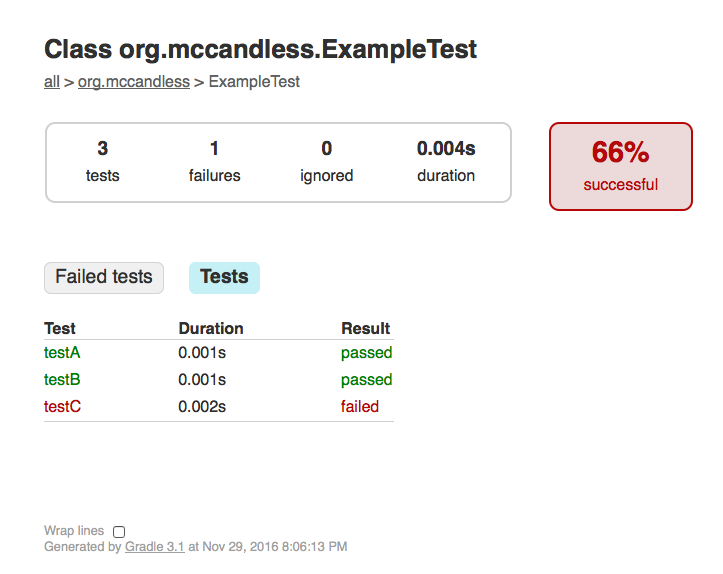 Class org.mccandless.ExampleTest
all > org.mccandless > ExampleTest
3 1 0 0.004s
tests failures ignored duration
66%
successful
Failed tests Tests
Test Duration Result
testA 0.001s passed
testB 0.001s passed
testC 0.002s failed
Wrap lines
Generated by Gradle 3.1 at Nov 29, 2016 8:06:13 PM